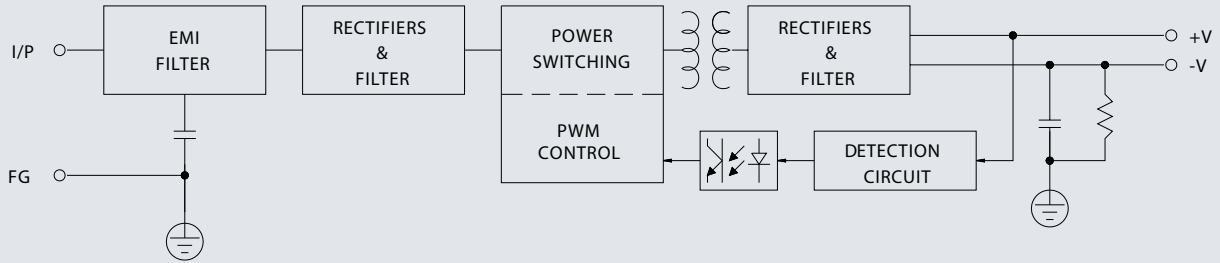 I/P
EMI
FILTER
RECTIFIERS
&
FILTER
POWER
SWITCHING
PWM
CONTROL
RECTIFIERS
&
FILTER
+V
-V
DETECTION
CIRCUIT
FG